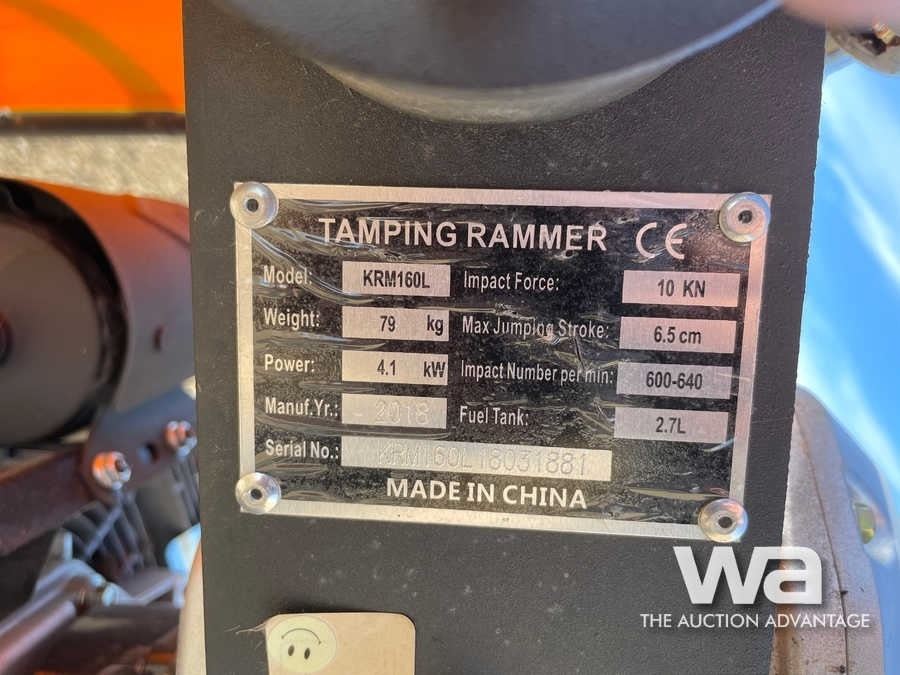 TAMPING RAMMER CE
Model: KRM160L Impact Force: 10 KN
Weight: 79 kg Max Jumping Stroke: 6.5 cm
Power: 4.1 kW Impact Number per min: 600-640
Manuf.Yr.: 2018 Fuel Tank: 2.7L
Serial No.: KRM160L18031881
MADE IN CHINA
wa
THE AUCTION ADVANTAGE